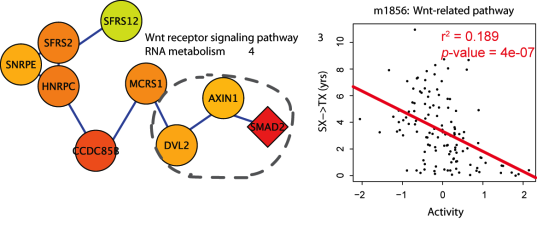 SFRS12
SFRS2
SNRPE
HNRPC
Wnt receptor signaling pathway
RNA metabolism 4
MCRS1
AXIN1
SMAD2
CCDC85B
DVL2
m1856: Wnt-related pathway
3
r² = 0.189
p-value = 4e-07
SX−>TX (yrs)
10
8
6
4
2
0
−2 −1 0 1 2
Activity